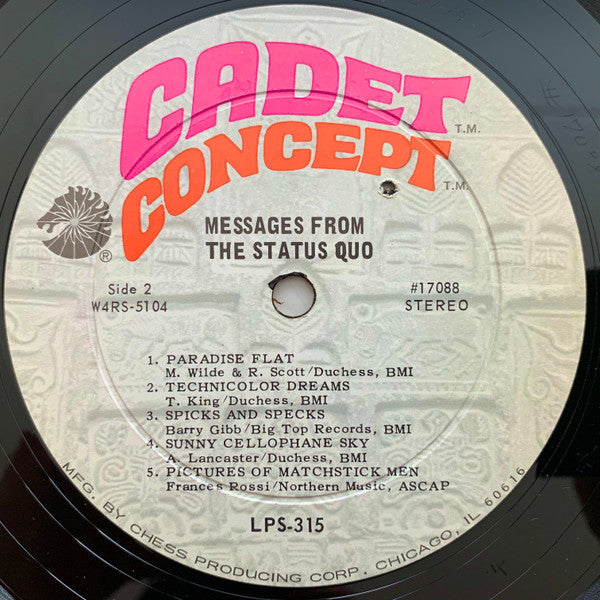 CADET
T.M.
CONCEPT
T.M.
®
MESSAGES FROM
THE STATUS QUO
Side 2
#17088
W4RS-5104
STEREO
1. PARADISE FLAT
M. Wilde & R. Scott/Duchess, BMI
2. TECHNICOLOR DREAMS
T. King/Duchess, BMI
3. SPICKS AND SPECKS
Barry Gibb/Big Top Records, BMI
4. SUNNY CELLOPHANE SKY
A. Lancaster/Duchess, BMI
5. PICTURES OF MATCHSTICK MEN
Frances Rossi/Northern Music, ASCAP
LPS-315
MFG. BY CHESS PRODUCING CORP. CHICAGO, IL 60616